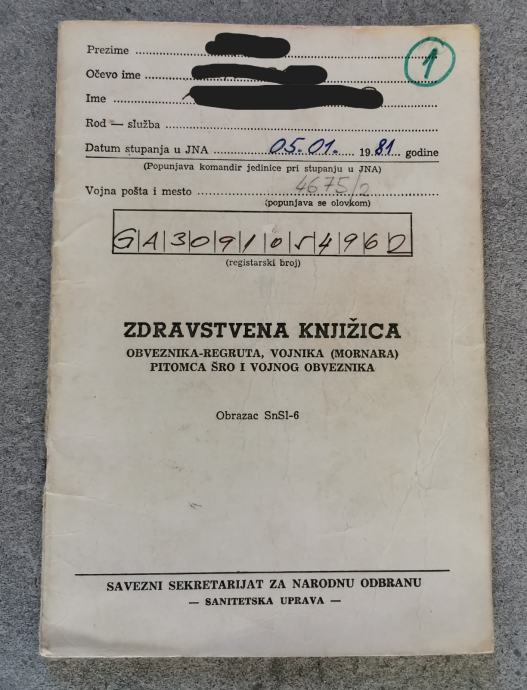 Prezime
1
Očevo ime
Ime
Rod — služba
Datum stupanja u JNA 05.01. 1981. godine
(Popunjava komandir jedinice pri stupanju u JNA)
Vojna pošta i mesto 4675/2
(popunjava se olovkom)
GA3091054962
(registarski broj)
ZDRAVSTVENA KNJIŽICA
OBVEZNIKA-REGRUTA, VOJNIKA (MORNARA)
PITOMCA ŠRO I VOJNOG OBVEZNIKA
Obrazac SnSl-6
SAVEZNI SEKRETARIJAT ZA NARODNU ODBRANU
— SANITETSKA UPRAVA —